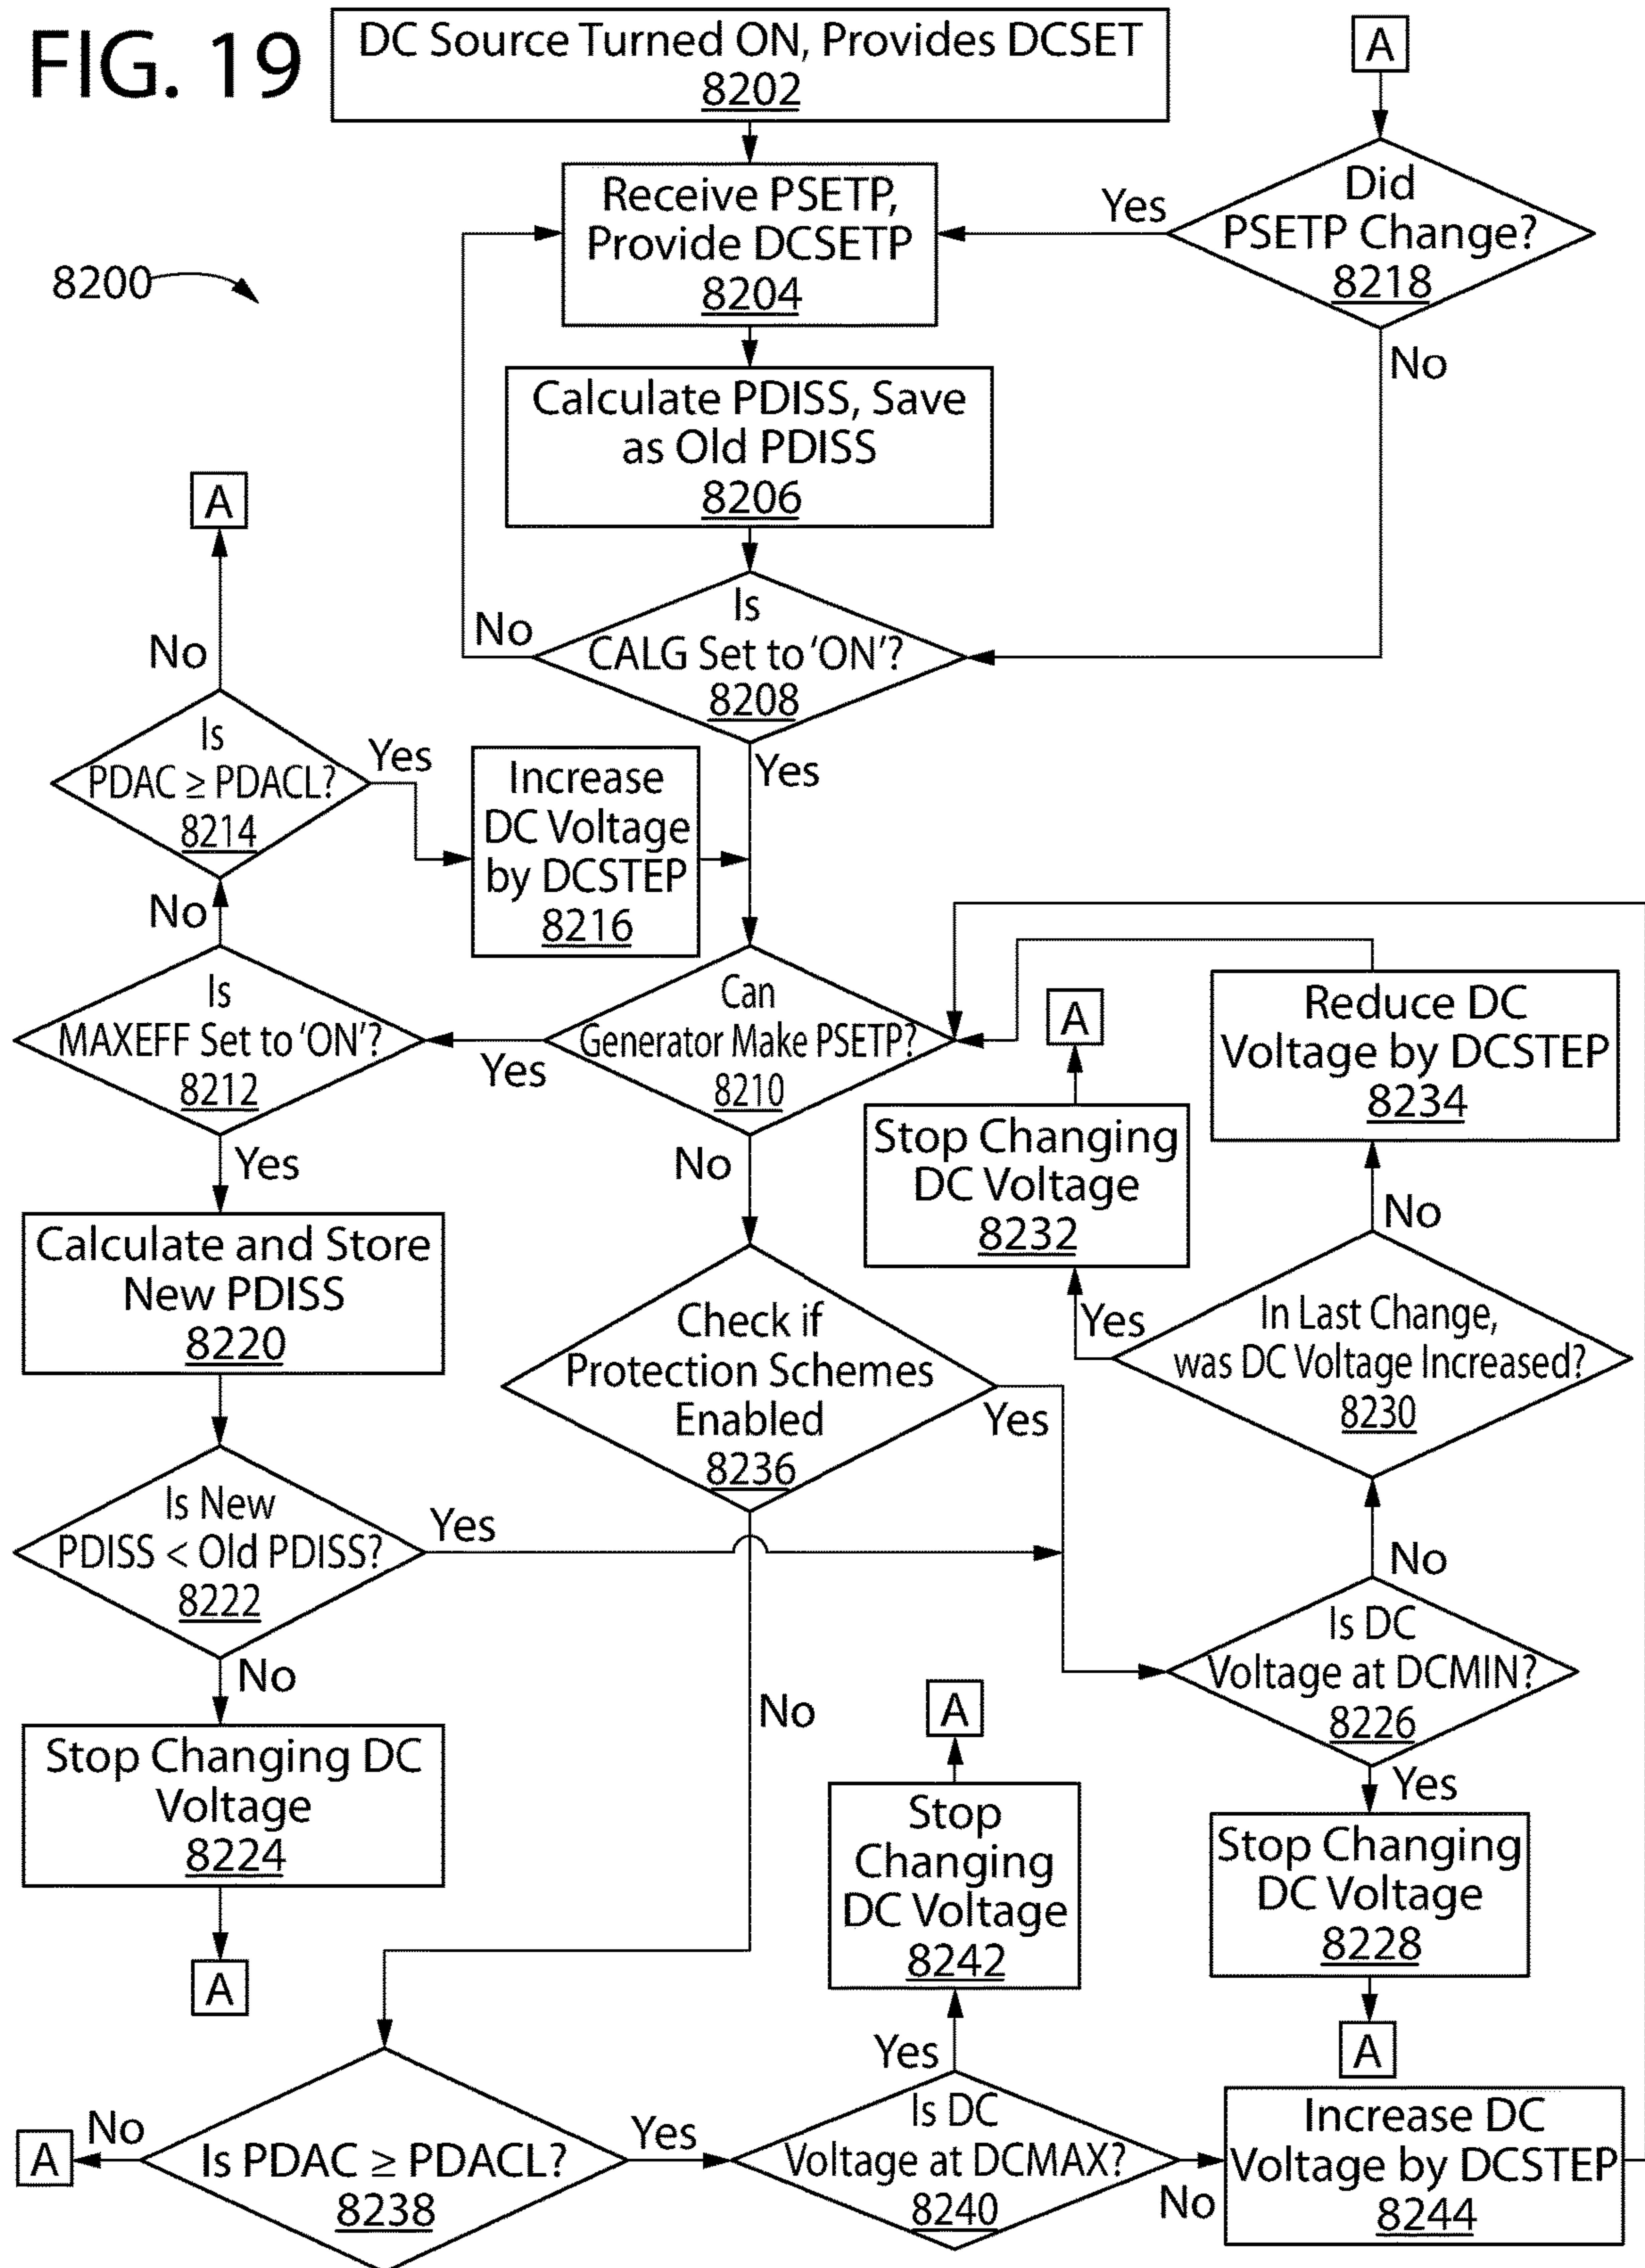 FIG. 19
DC Source Turned ON, Provides DCSET
8202
A
Receive PSETP,
Provide DCSETP
8204
Yes
Did
PSETP Change?
8218
No
8200
Calculate PDISS, Save
as Old PDISS
8206
A
No
Is
CALG Set to 'ON'?
8208
No
Yes
Is
PDAC ≥ PDACL?
8214
Yes
No
Increase
DC Voltage
by DCSTEP
8216
Is
MAXEFF Set to 'ON'?
8212
Yes
Can
Generator Make PSETP?
8210
Yes
No
A
Stop Changing
DC Voltage
8232
Reduce DC
Voltage by DCSTEP
8234
No
Calculate and Store
New PDISS
8220
Check if
Protection Schemes
Enabled
8236
Yes
No
Yes
In Last Change,
was DC Voltage Increased?
8230
No
Is New
PDISS < Old PDISS?
8222
Yes
No
Is DC
Voltage at DCMIN?
8226
Yes
Stop Changing DC
Voltage
8224
A
A
Stop
Changing
DC Voltage
8242
Yes
Stop Changing
DC Voltage
8228
A
A
No
Is PDAC ≥ PDACL?
8238
Yes
Is DC
Voltage at DCMAX?
8240
No
Increase DC
Voltage by DCSTEP
8244